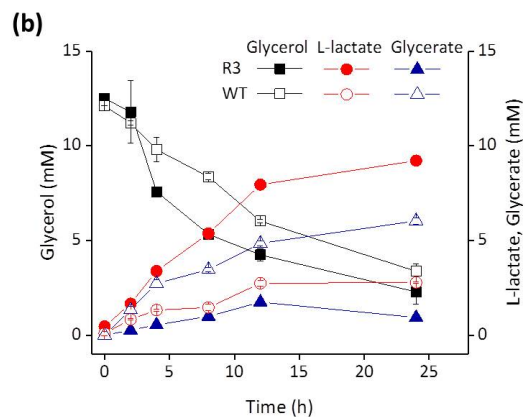 (b)
Glycerol L-lactate Glycerate
R3
WT
15
10
5
0
Glycerol (mM)
15
10
5
0
L-lactate, Glycerate (mM)
0 5 10 15 20 25
Time (h)